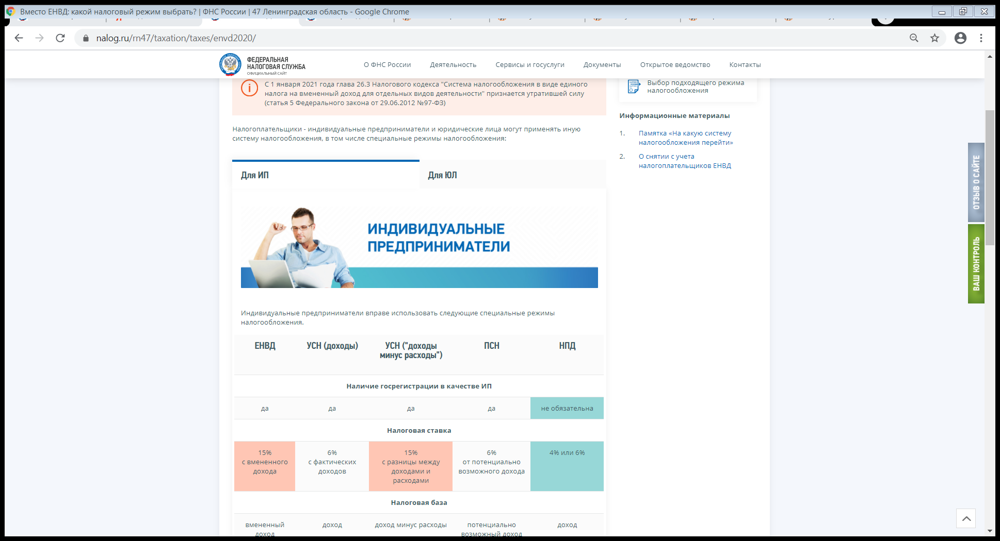 Вместо ЕНВД: какой налоговый режим выбрать? | ФНС России | 47 Ленинградская область - Google Chrome
nalog.ru/rn47/taxation/taxes/envd2020/
ФЕДЕРАЛЬНАЯ
НАЛОГОВАЯ СЛУЖБА
ОФИЦИАЛЬНЫЙ САЙТ
О ФНС России
Деятельность
Сервисы и госуслуги
Документы
Открытое ведомство
Контакты
С 1 января 2021 года глава 26.3 Налогового кодекса "Система налогообложения в виде единого
налога на вмененный доход для отдельных видов деятельности" признается утратившей силу
(статья 5 Федерального закона от 29.06.2012 №97-ФЗ)
Налогоплательщики - индивидуальные предприниматели и юридические лица могут применять иную
систему налогообложения, в том числе специальные режимы налогообложения:
Для ИП
Для ЮЛ
ИНДИВИДУАЛЬНЫЕ
ПРЕДПРИНИМАТЕЛИ
Индивидуальные предприниматели вправе использовать следующие специальные режимы
налогообложения.
ЕНВД
УСН (доходы)
УСН ("доходы
минус расходы")
ПСН
НПД
Наличие госрегистрации в качестве ИП
да
да
да
да
не обязательна
Налоговая ставка
15%
с вмененного
дохода
6%
с фактических
доходов
15%
с разницы между
доходами и
расходами
6%
от потенциально
возможного дохода
4% или 6%
Налоговая база
вмененный
доход
доход
доход минус расходы
потенциально
возможный доход
доход
Выбор подходящего режима
налогообложения
Информационные материалы
1. Памятка «На какую систему
налогообложения перейти»
2. О снятии с учета
налогоплательщиков ЕНВД
ОТЗЫВ О САЙТЕ
ВАШ КОНТРОЛЬ